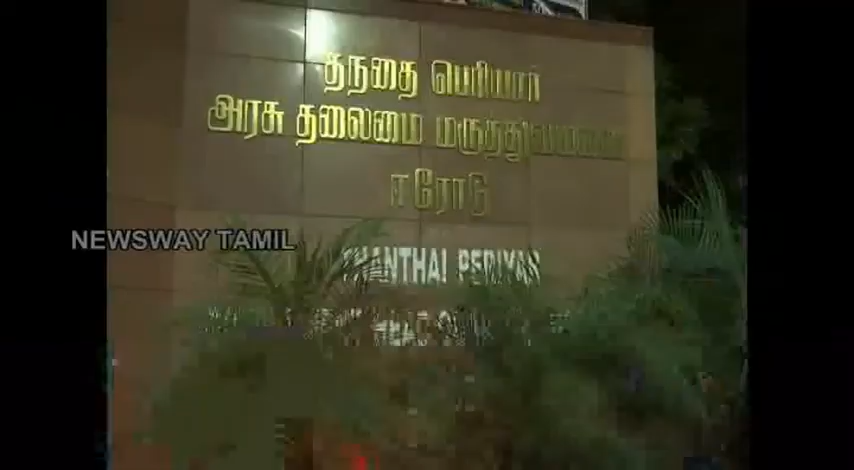 தந்தை பெரியார்
அரசு தலைமை மருத்துவமனை
ஈரோடு
NEWSWAY TAMIL
THANTHAI PERIYAR